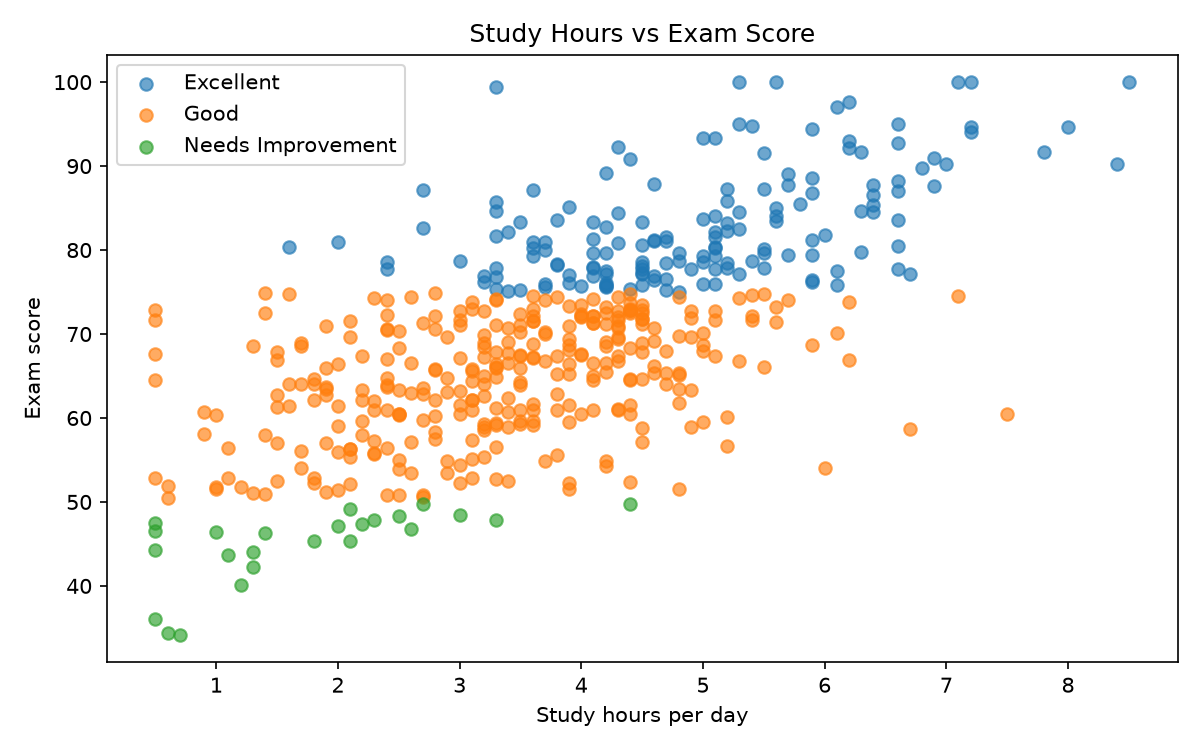 Study Hours vs Exam Score
Excellent
Good
Needs Improvement
Exam score
100
90
80
70
60
50
40
1 2 3 4 5 6 7 8
Study hours per day